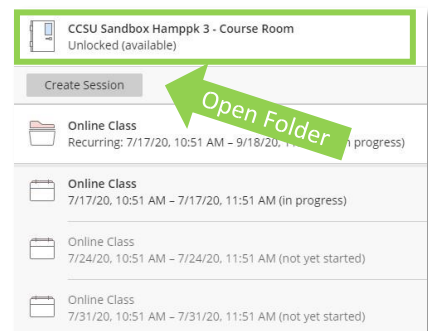 CCSU Sandbox Hamppk 3 - Course Room
Unlocked (available)
Create Session
Open Folder
Online Class
Recurring: 7/17/20, 10:51 AM – 9/18/20, progress)
Online Class
7/17/20, 10:51 AM – 7/17/20, 11:51 AM (in progress)
Online Class
7/24/20, 10:51 AM – 7/24/20, 11:51 AM (not yet started)
Online Class
7/31/20, 10:51 AM – 7/31/20, 11:51 AM (not yet started)